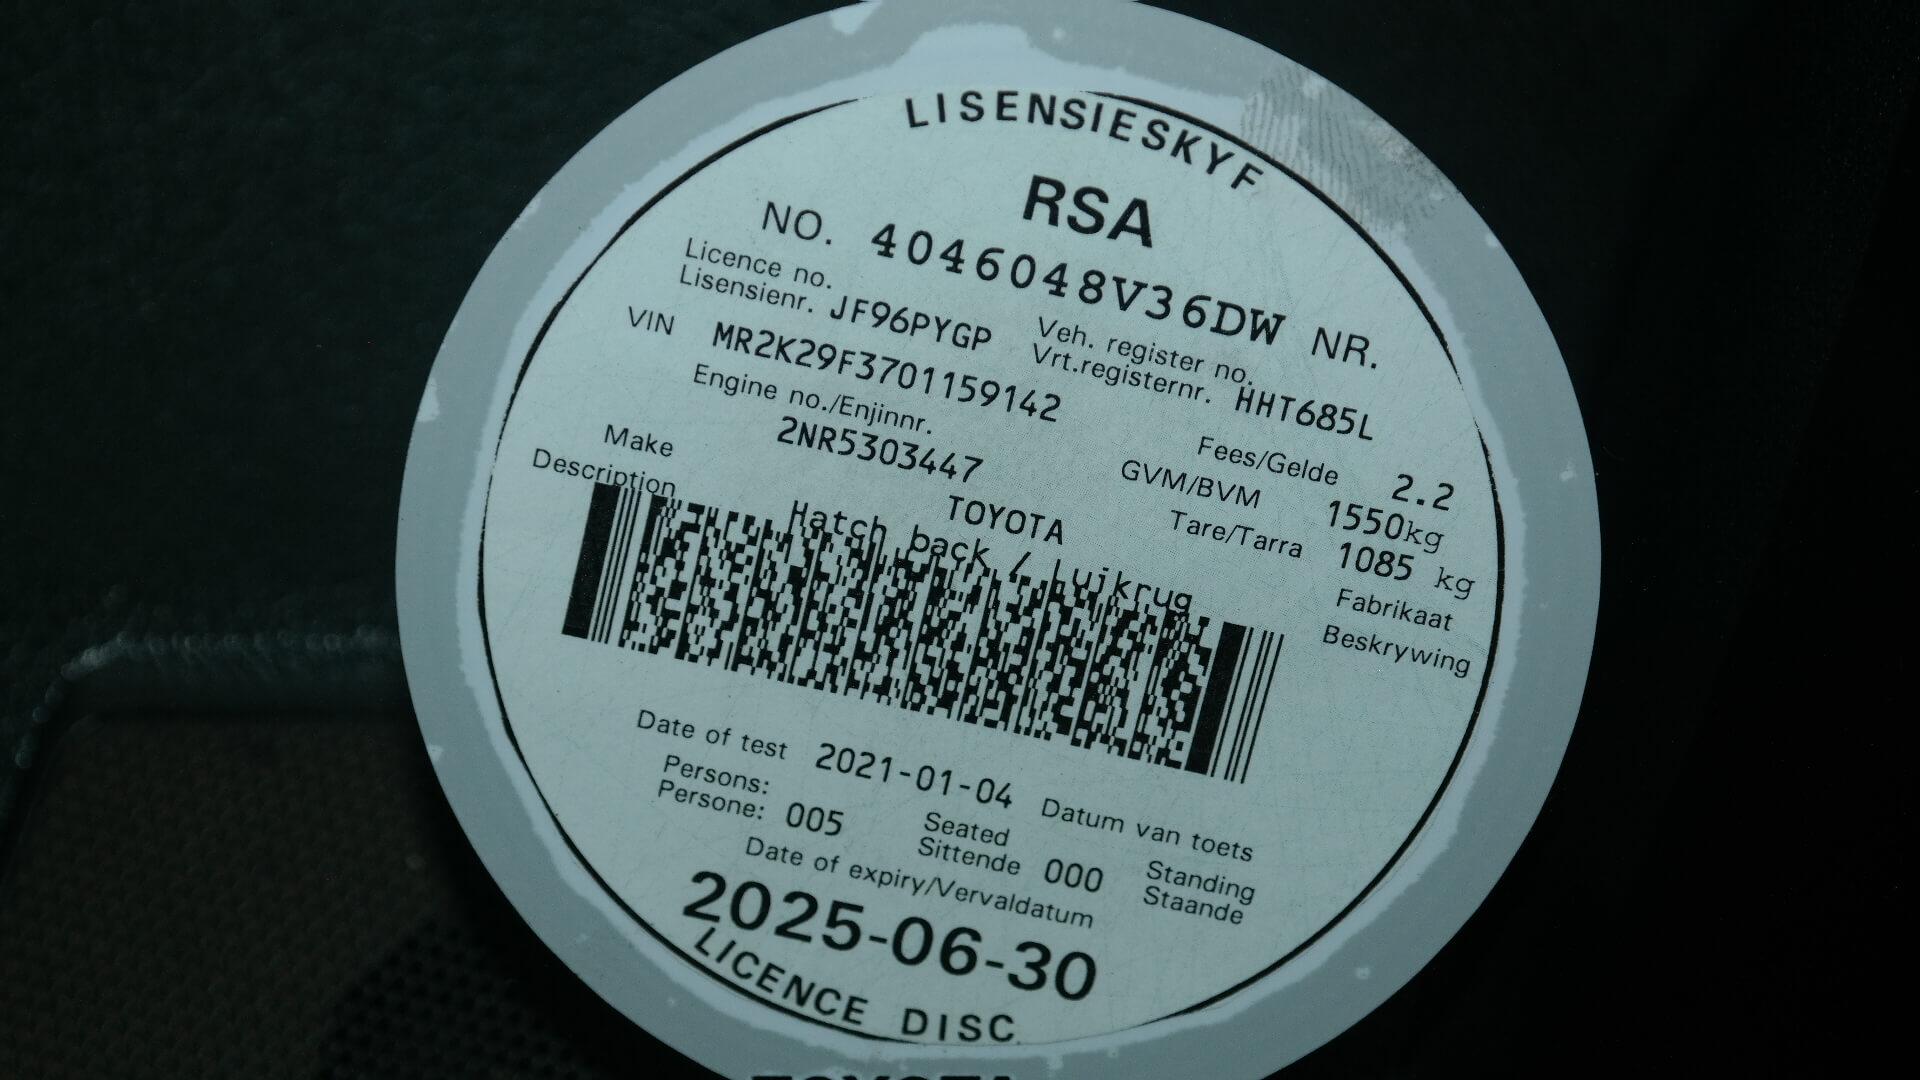 LISENSIESKYF
RSA
NO. 4046048V36DW NR.
Licence no.
Lisensienr. JF96PYGP
Veh. register no.
Vrt.registernr. HHT685L
VIN MR2K29F3701159142
Engine no./Enjinnr.
2NR5303447
Fees/Gelde 2.2
GVM/BVM 1550kg
Tare/Tarra 1085 kg
Make TOYOTA Fabrikaat
Description Hatch back / Luikrug Beskrywing
Date of test 2021-01-04 Datum van toets
Persons:
Persone: 005
Seated
Sittende 000
Standing
Staande
Date of expiry/Vervaldatum
2025-06-30
LICENCE DISC
TOYOTA